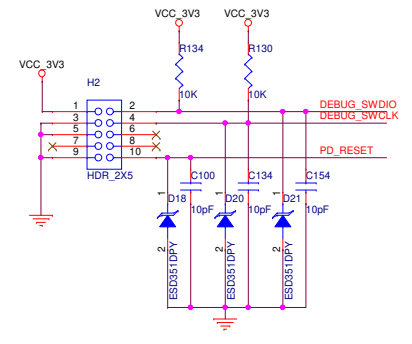 VCC_3V3 VCC_3V3
R134 R130
VCC_3V3
10K 10K
H2
1 2 DEBUG_SWDIO
3 4 DEBUG_SWCLK
5 6
7 8
9 10 PD_RESET
HDR_2X5
C100 C134 C154
1 D18 1 D20 1 D21
10pF 10pF 10pF
2 2 2
ESD351DPY ESD351DPY ESD351DPY